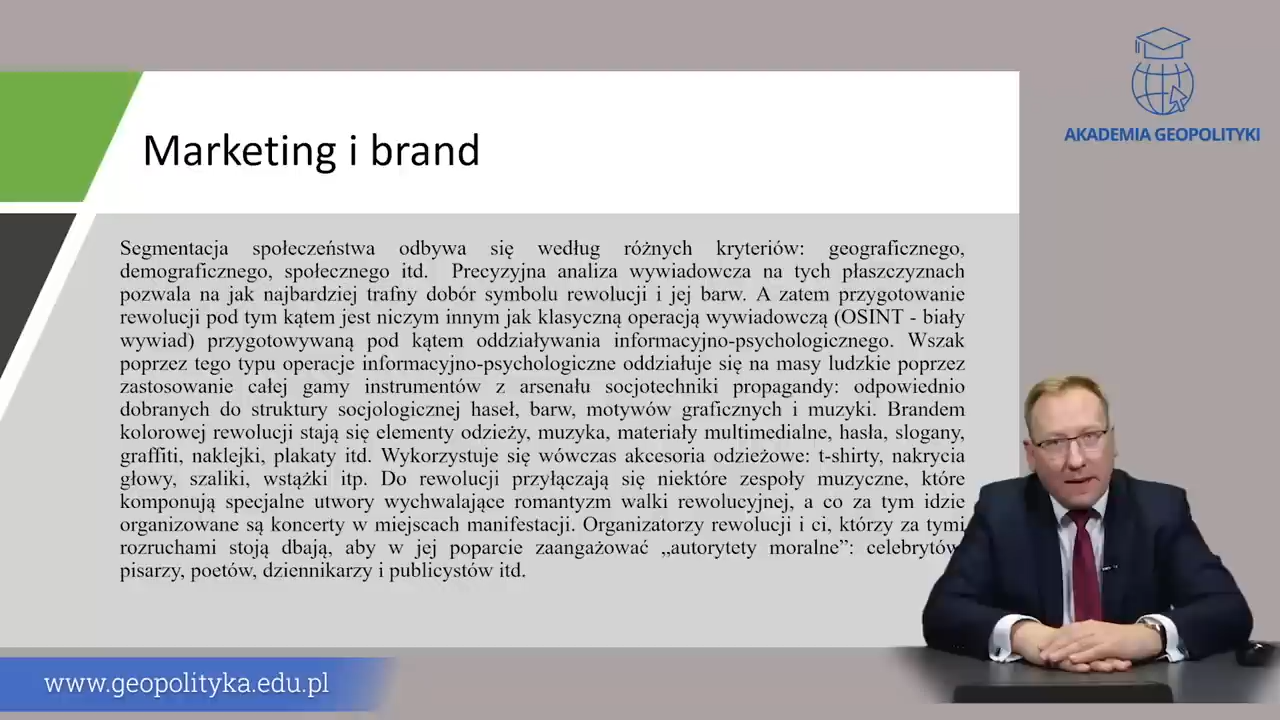 AKADEMIA GEOPOLITYKI
Marketing i brand
Segmentacja społeczeństwa odbywa się według różnych kryteriów: geograficznego,
demograficznego, społecznego itd. Precyzyjna analiza wywiadowcza na tych płaszczyznach
pozwala na jak najbardziej trafny dobór symbolu rewolucji i jej barw. A zatem przygotowanie
rewolucji pod tym kątem jest niczym innym jak klasyczną operacją wywiadowczą (OSINT - biały
wywiad) przygotowywaną pod kątem oddziaływania informacyjno-psychologicznego. Wszak
poprzez tego typu operacje informacyjno-psychologiczne oddziałuje się na masy ludzkie poprzez
zastosowanie całej gamy instrumentów z arsenału socjotechniki propagandy: odpowiednio
dobranych do struktury socjologicznej haseł, barw, motywów graficznych i muzyki. Brandem
kolorowej rewolucji stają się elementy odzieży, muzyka, materiały multimedialne, hasła, slogany,
graffiti, naklejki, plakaty itd. Wykorzystuje się wówczas akcesoria odzieżowe: t-shirty, nakrycia
głowy, szaliki, wstążki itp. Do rewolucji przyłączają się niektóre zespoły muzyczne, które
komponują specjalne utwory wychwalające romantyzm walki rewolucyjnej, a co za tym idzie
organizowane są koncerty w miejscach manifestacji. Organizatorzy rewolucji i ci, którzy za tymi
rozruchami stoją dbają, aby w jej poparcie zaangażować „autorytety moralne”: celebrytów,
pisarzy, poetów, dziennikarzy i publicystów itd.
www.geopolityka.edu.pl